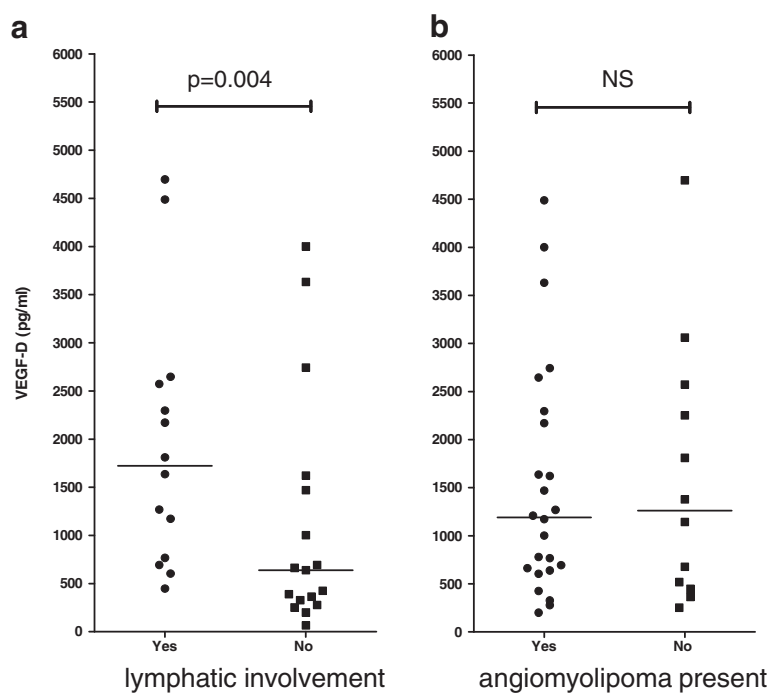 a
6000
5500
5000
4500
4000
3500
3000
2500
2000
1500
1000
500
0
VEGF-D (pg/ml)
p=0.004
Yes No
lymphatic involvement
b
6000
5500
5000
4500
4000
3500
3000
2500
2000
1500
1000
500
0
NS
Yes No
angiomyolipoma present